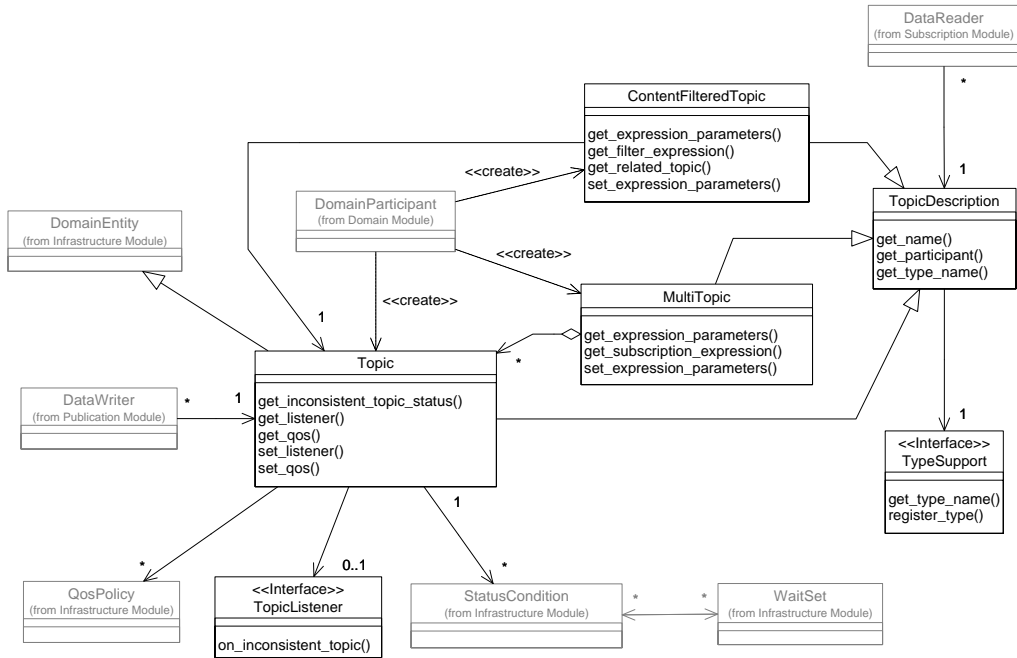 DataReader
(from Subscription Module)
*
1
ContentFilteredTopic
get_expression_parameters()
get_filter_expression()
get_related_topic()
set_expression_parameters()
<<create>>
DomainParticipant
(from Domain Module)
<<create>>
<<create>>
DomainEntity
(from Infrastructure Module)
TopicDescription
get_name()
get_participant()
get_type_name()
MultiTopic
get_expression_parameters()
get_subscription_expression()
set_expression_parameters()
1
*
Topic
get_inconsistent_topic_status()
get_listener()
get_qos()
set_listener()
set_qos()
DataWriter
(from Publication Module)
*
1
1
<<Interface>>
TypeSupport
get_type_name()
register_type()
*
0..1
1
*
QosPolicy
(from Infrastructure Module)
<<Interface>>
TopicListener
on_inconsistent_topic()
StatusCondition
(from Infrastructure Module)
*
*
WaitSet
(from Infrastructure Module)